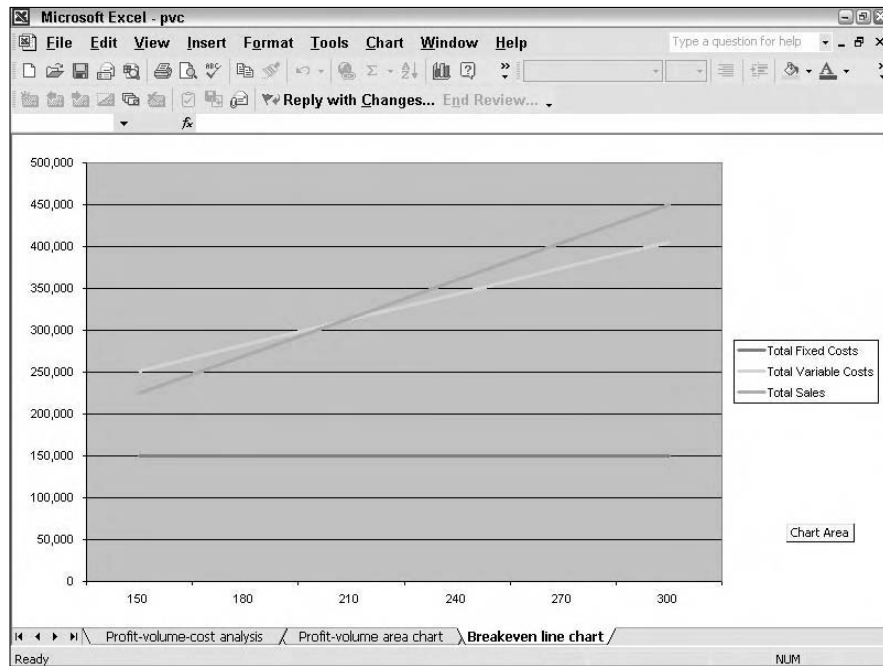 Microsoft Excel - pvc
File Edit View Insert Format Tools Chart Window Help
Type a question for help
Reply with Changes... End Review...
fx
500,000
450,000
400,000
350,000
300,000
250,000
200,000
150,000
100,000
50,000
0
150 180 210 240 270 300
Total Fixed Costs
Total Variable Costs
Total Sales
Chart Area
Profit-volume-cost analysis / Profit-volume area chart \ Breakeven line chart /
Ready NUM